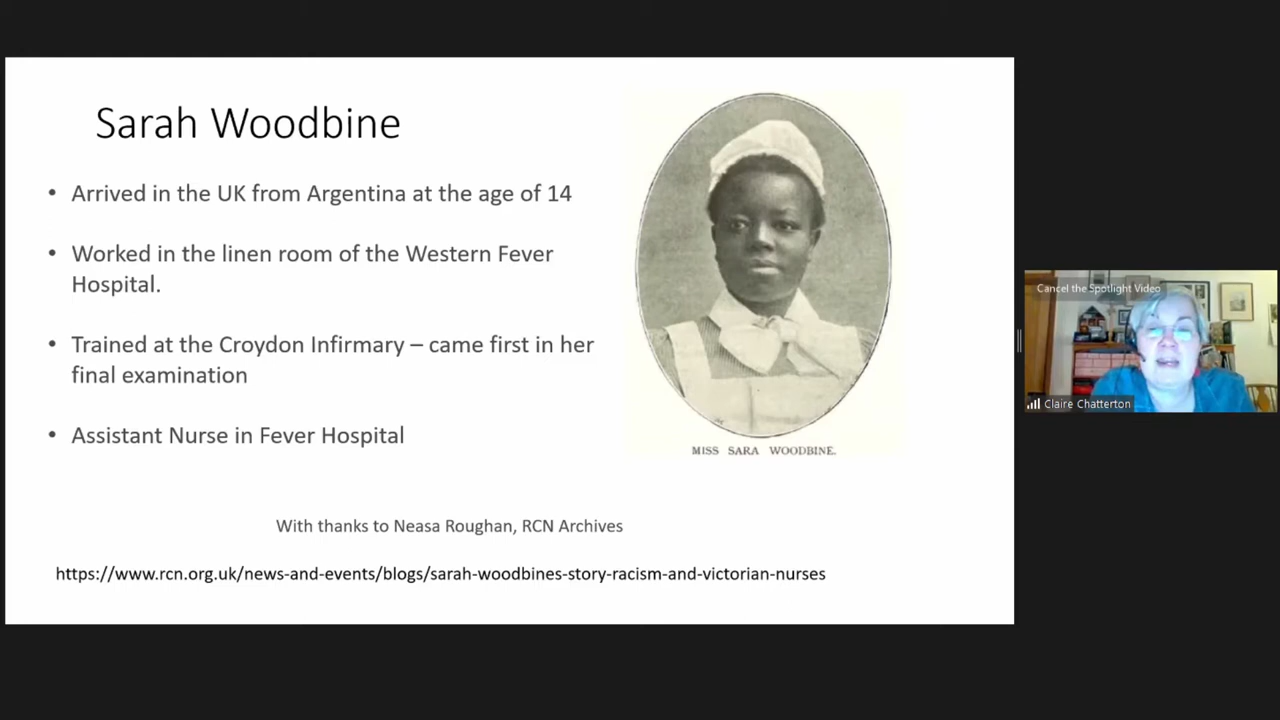 Sarah Woodbine
• Arrived in the UK from Argentina at the age of 14
• Worked in the linen room of the Western Fever
Hospital.
• Trained at the Croydon Infirmary – came first in her
final examination
• Assistant Nurse in Fever Hospital
MISS SARA WOODBINE.
With thanks to Neasa Roughan, RCN Archives
https://www.rcn.org.uk/news-and-events/blogs/sarah-woodbines-story-racism-and-victorian-nurses
Cancel the Spotlight Video
Claire Chatterton